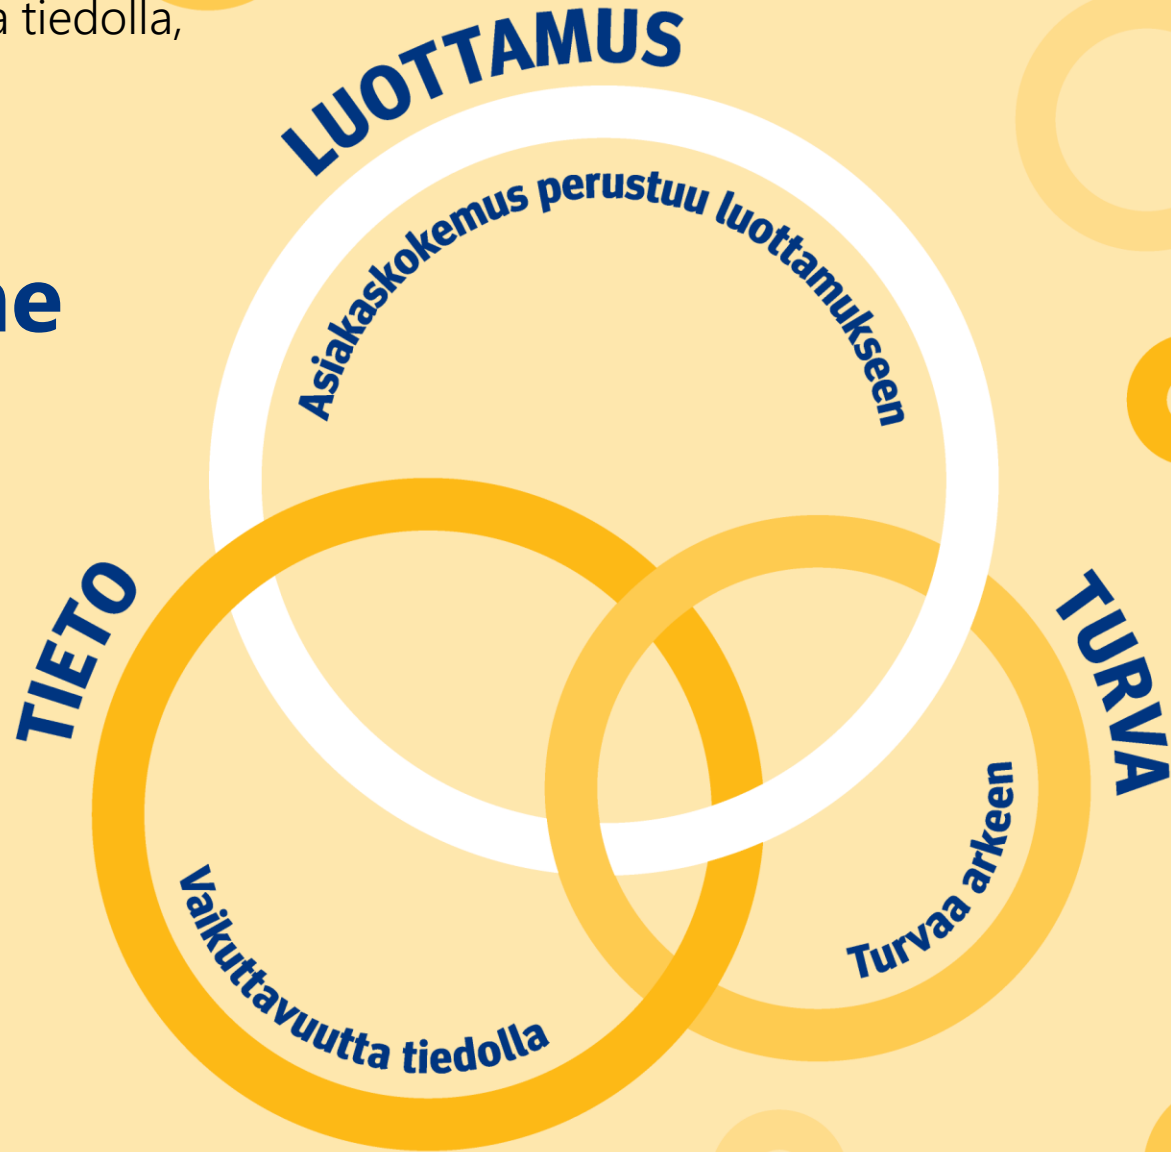 tiedolla,
LUOTTAMUS
Asiakaskokemus perustuu luottamukseen
TIETO
TURVA
Turvaa arkeen
Vaikuttavuutta tiedolla